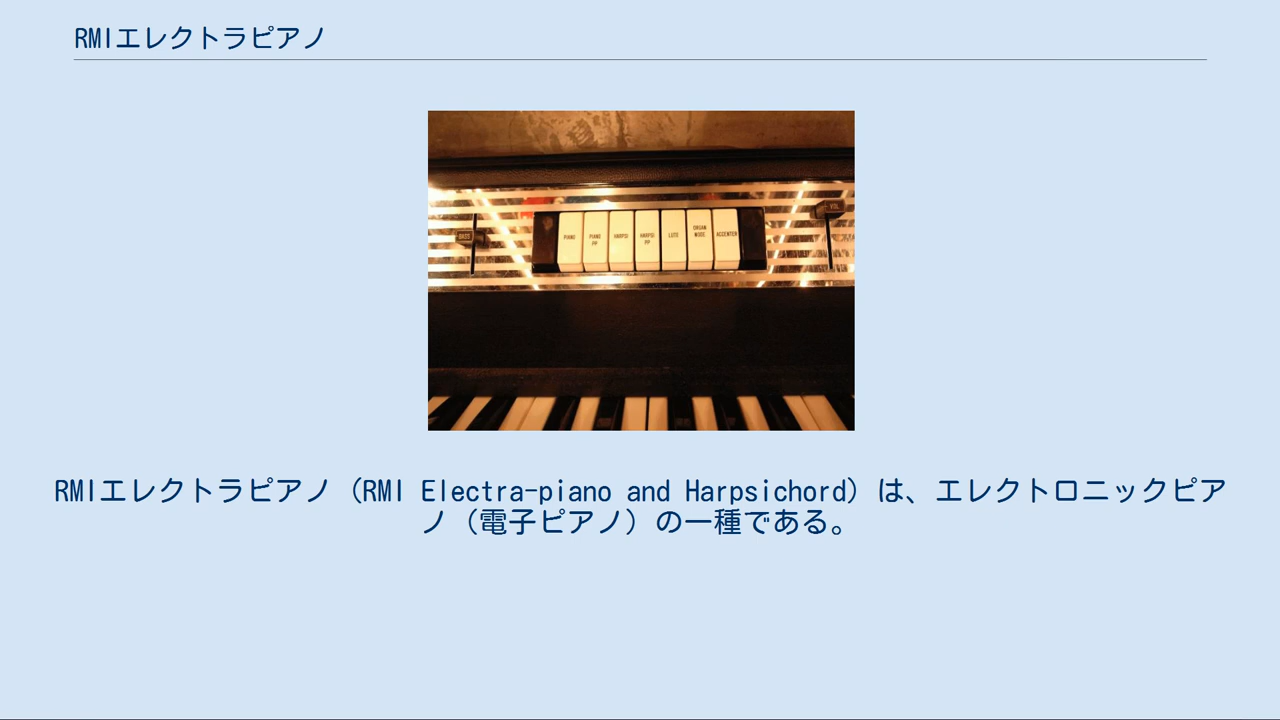 RMIエレクトラピアノ
BASS
PIANO
PIANO
PP
HARPSI
HARPSI
PP
LUTE
ORGAN
MODE
ACCENTER
VOL
RMIエレクトラピアノ（RMI Electra-piano and Harpsichord）は、エレクトロニックピア
ノ（電子ピアノ）の一種である。